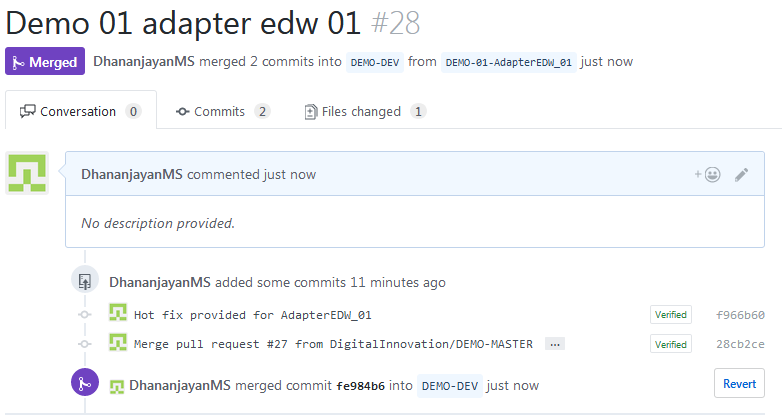 Demo 01 adapter edw 01 #28
Merged DhananjayanMS merged 2 commits into DEMO-DEV from DEMO-01-AdapterEDW_01 just now
Conversation 0 Commits 2 Files changed 1
DhananjayanMS commented just now
No description provided.
DhananjayanMS added some commits 11 minutes ago
Hot fix provided for AdapterEDW_01 Verified f966b60
Merge pull request #27 from DigitalInnovation/DEMO-MASTER ... Verified 28cb2ce
DhananjayanMS merged commit fe984b6 into DEMO-DEV just now Revert